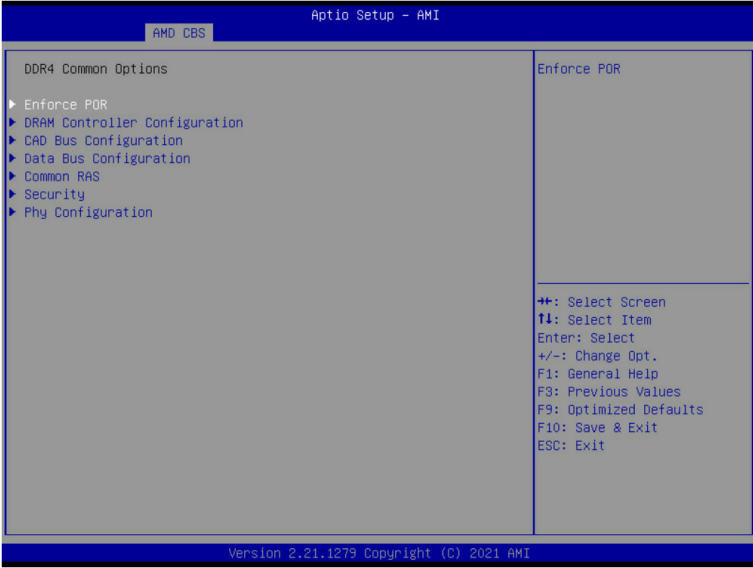 Aptio Setup – AMI
AMD CBS
DDR4 Common Options
Enforce POR
DRAM Controller Configuration
CAD Bus Configuration
Data Bus Configuration
Common RAS
Security
Phy Configuration
Enforce POR
→←: Select Screen
↑↓: Select Item
Enter: Select
+/-: Change Opt.
F1: General Help
F3: Previous Values
F9: Optimized Defaults
F10: Save & Exit
ESC: Exit
Version 2.21.1279 Copyright (C) 2021 AMI